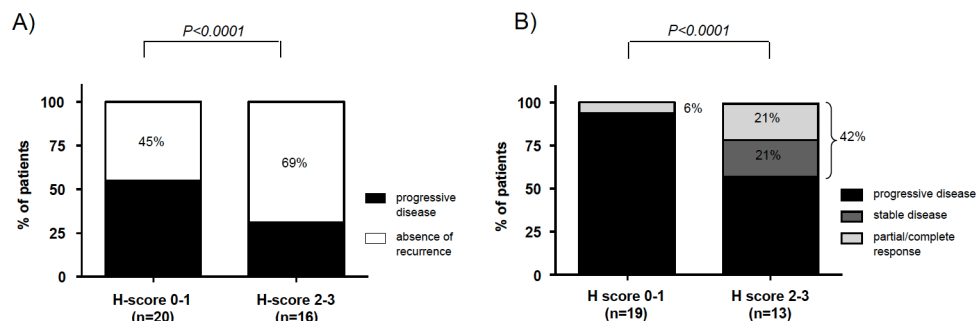 A)
P<0.0001
100
75
50
25
0
% of patients
45%
69%
progressive
disease
absence of
recurrence
H-score 0-1
(n=20)
H-score 2-3
(n=16)
B)
P<0.0001
100
75
50
25
0
% of patients
6%
21%
21%
42%
progressive disease
stable disease
partial/complete
response
H score 0-1
(n=19)
H score 2-3
(n=13)